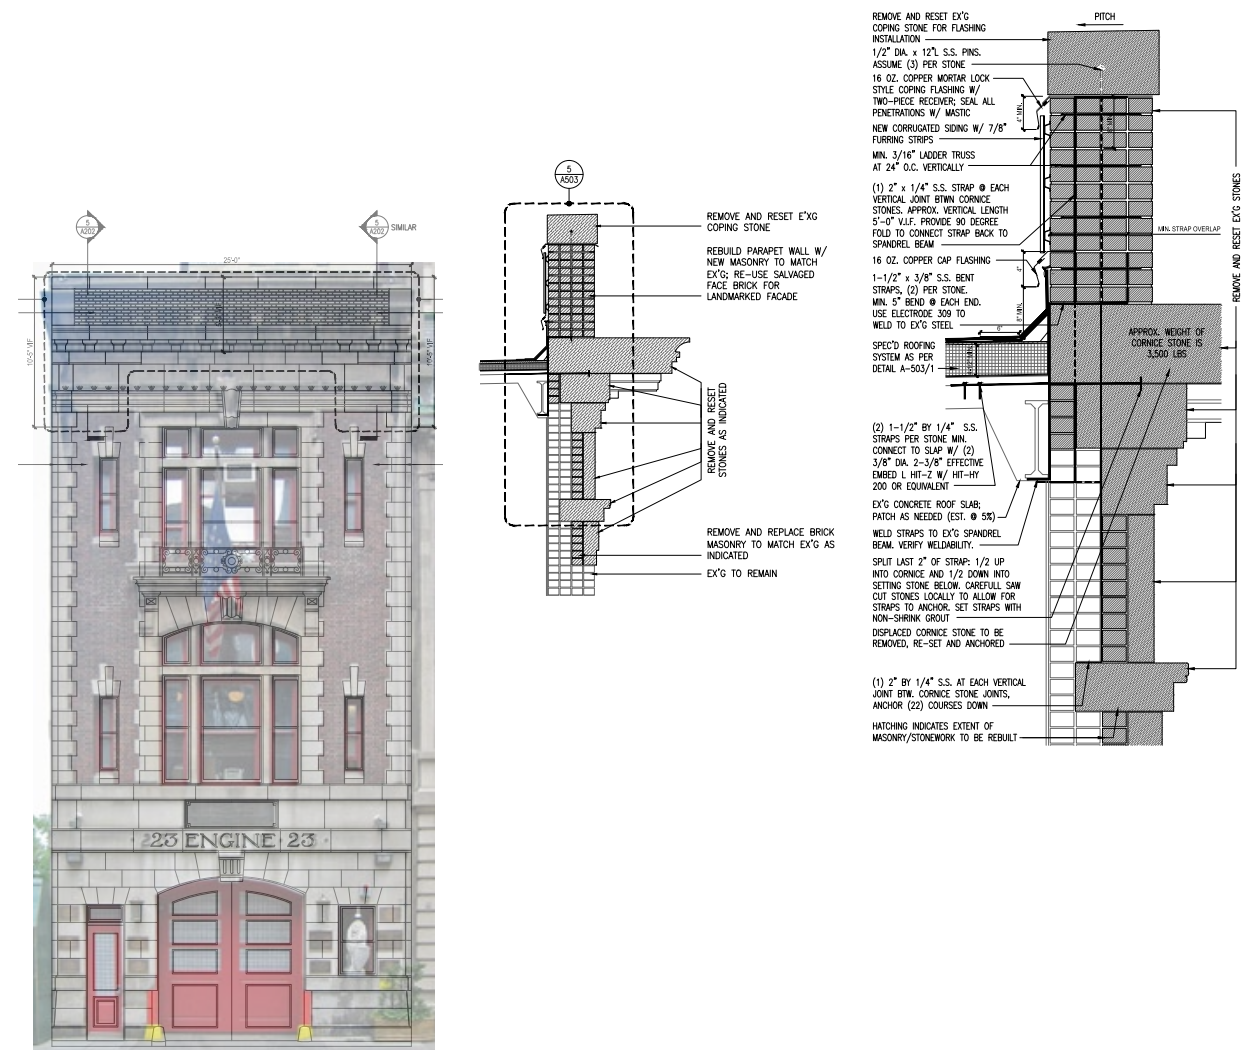 5
A202
5
A202
SIMILAR
25'-0"
10'-5" V.I.F.
10'-5" V.I.F.
23 ENGINE · 23
5
A503
REMOVE AND RESET E'XG
COPING STONE
REBUILD PARAPET WALL W/
NEW MASONRY TO MATCH
EX'G; RE-USE SALVAGED
FACE BRICK FOR
LANDMARKED FACADE
REMOVE AND RESET
STONES AS INDICATED
REMOVE AND REPLACE BRICK
MASONRY TO MATCH EX'G AS
INDICATED
EX'G TO REMAIN
REMOVE AND RESET EX'G
COPING STONE FOR FLASHING
INSTALLATION
1/2" DIA. x 12"L S.S. PINS.
ASSUME (3) PER STONE
16 OZ. COPPER MORTAR LOCK
STYLE COPING FLASHING W/
TWO-PIECE RECEIVER; SEAL ALL
PENETRATIONS W/ MASTIC
NEW CORRUGATED SIDING W/ 7/8"
FURRING STRIPS
MIN. 3/16" LADDER TRUSS
AT 24" O.C. VERTICALLY
(1) 2" x 1/4" S.S. STRAP @ EACH
VERTICAL JOINT BTWN CORNICE
STONES. APPROX. VERTICAL LENGTH
5'-0" V.I.F. PROVIDE 90 DEGREE
FOLD TO CONNECT STRAP BACK TO
SPANDREL BEAM
16 OZ. COPPER CAP FLASHING
1-1/2" x 3/8" S.S. BENT
STRAPS, (2) PER STONE.
MIN. 5" BEND @ EACH END.
USE ELECTRODE 309 TO
WELD TO EX'G STEEL
SPEC'D ROOFING
SYSTEM AS PER
DETAIL A-503/1
(2) 1-1/2" BY 1/4" S.S.
STRAPS PER STONE MIN.
CONNECT TO SLAP W/ (2)
3/8" DIA. 2-3/8" EFFECTIVE
EMBED L HIT-Z W/ HIT-HY
200 OR EQUIVALENT
EX'G CONCRETE ROOF SLAB;
PATCH AS NEEDED (EST. @ 5%)
WELD STRAPS TO EX'G SPANDREL
BEAM. VERIFY WELDABILITY.
SPLIT LAST 2" OF STRAP: 1/2 UP
INTO CORNICE AND 1/2 DOWN INTO
SETTING STONE BELOW. CAREFULL SAW
CUT STONES LOCALLY TO ALLOW FOR
STRAPS TO ANCHOR. SET STRAPS WITH
NON-SHRINK GROUT
DISPLACED CORNICE STONE TO BE
REMOVED, RE-SET AND ANCHORED
(1) 2" BY 1/4" S.S. AT EACH VERTICAL
JOINT BTW. CORNICE STONE JOINTS,
ANCHOR (22) COURSES DOWN
HATCHING INDICATES EXTENT OF
MASONRY/STONEWORK TO BE REBUILT
PITCH
4" MIN.
4"
8" MIN.
6"
MIN. STRAP OVERLAP
APPROX. WEIGHT OF
CORNICE STONE IS
3,500 LBS
REMOVE AND RESET EX'G STONES